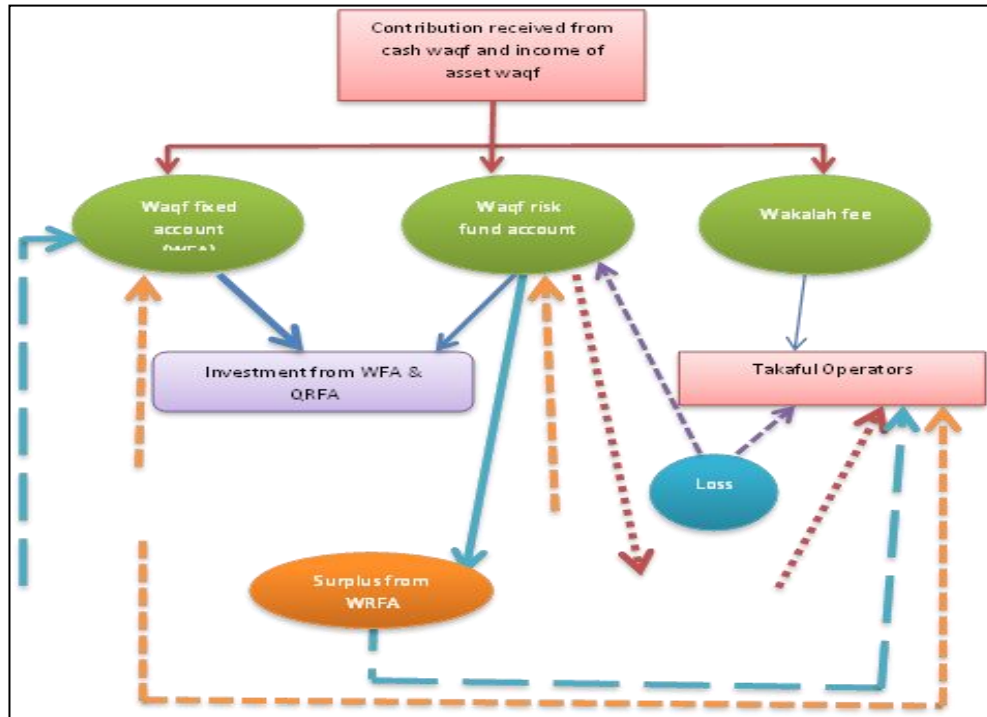 Contribution received from
cash waqf and income of
asset waqf
Waqf fixed
account
(WFA)
Waqf risk
fund account
Wakalah fee
Investment from WFA &
QRFA
Takaful Operators
Loss
Surplus from
WRFA